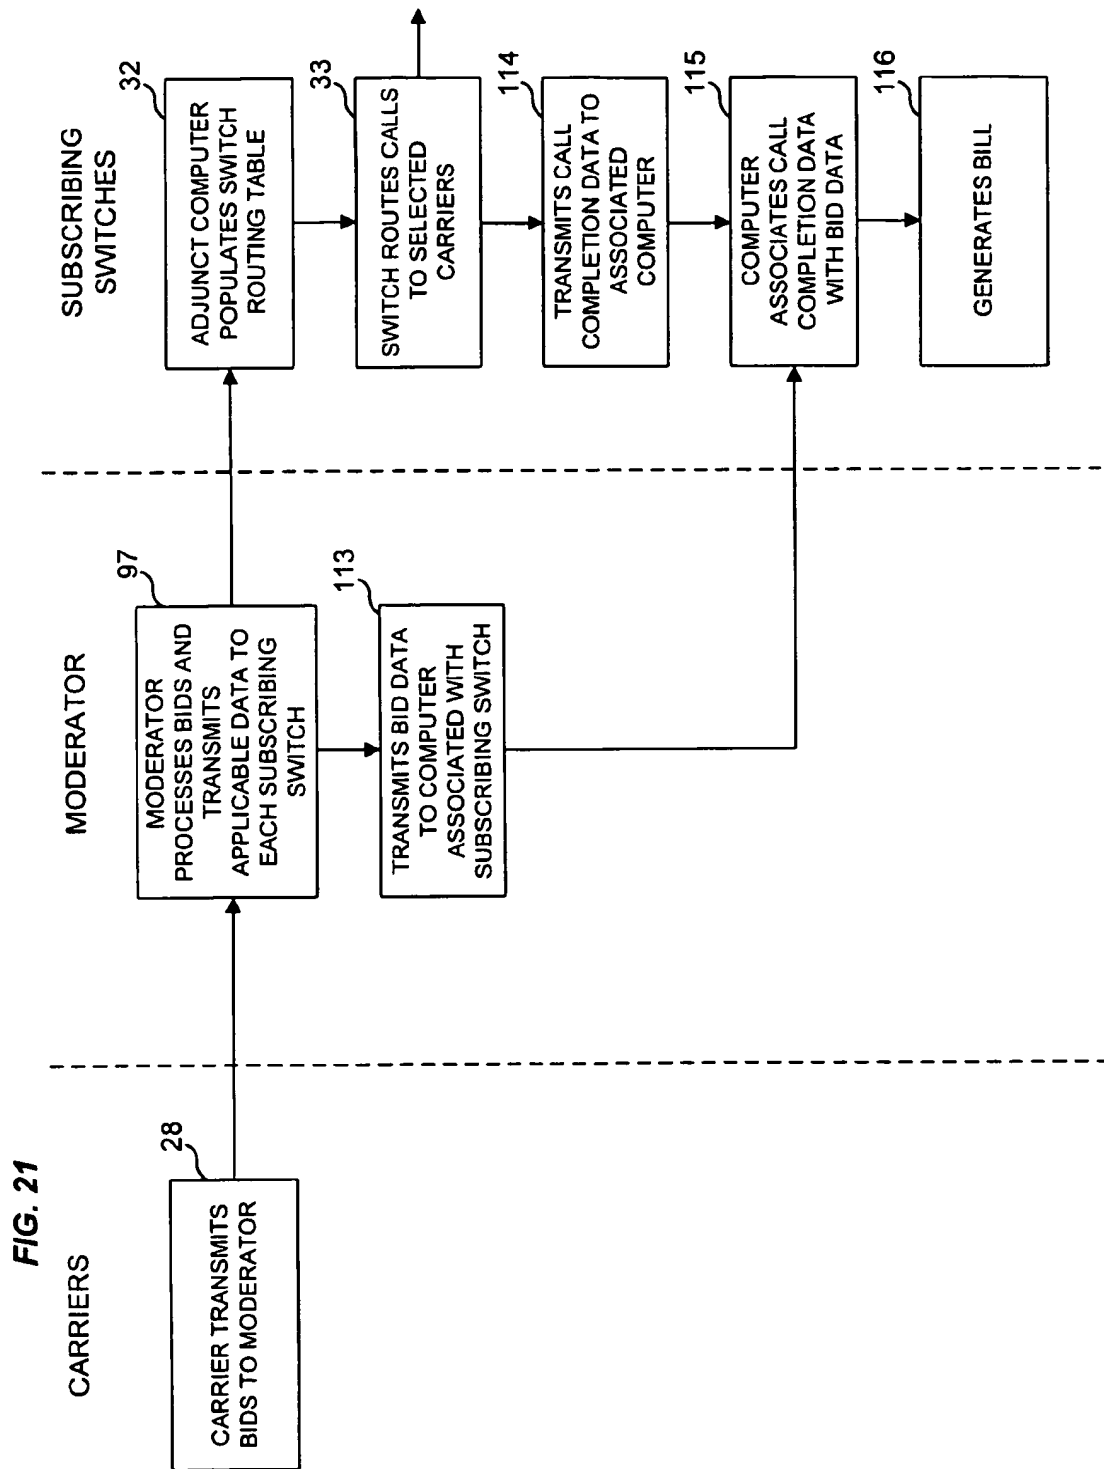 FIG. 21
CARRIERS
28
CARRIER TRANSMITS
BIDS TO MODERATOR
MODERATOR
97
MODERATOR
PROCESSES BIDS AND
TRANSMITS
APPLICABLE DATA TO
EACH SUBSCRIBING
SWITCH
113
TRANSMITS BID DATA
TO COMPUTER
ASSOCIATED WITH
SUBSCRIBING SWITCH
SUBSCRIBING
SWITCHES
32
ADJUNCT COMPUTER
POPULATES SWITCH
ROUTING TABLE
33
SWITCH ROUTES CALLS
TO SELECTED
CARRIERS
114
TRANSMITS CALL
COMPLETION DATA TO
ASSOCIATED
COMPUTER
115
COMPUTER
ASSOCIATES CALL
COMPLETION DATA
WITH BID DATA
116
GENERATES BILL